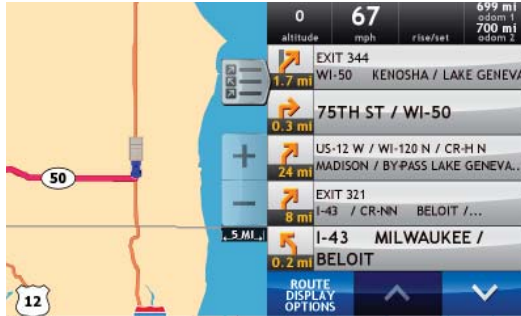 50
12
5 MI
0 67 699 mi
odom 1
700 mi
altitude mph rise/set odom 2
1.7 mi
EXIT 344
WI-50 KENOSHA / LAKE GENEVA
0.3 mi
75TH ST / WI-50
24 mi
US-12 W / WI-120 N / CR-H N
MADISON / BY-PASS LAKE GENEVA..
8 mi
EXIT 321
I-43 / CR-NN BELOIT /...
0.2 mi
I-43 MILWAUKEE /
BELOIT
ROUTE
DISPLAY
OPTIONS